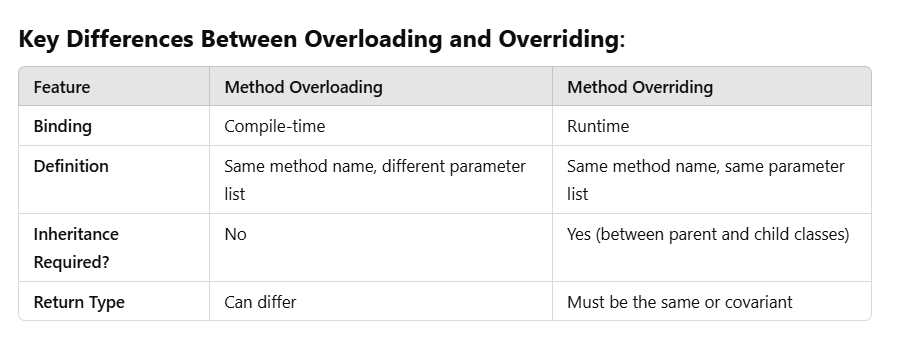 Key Differences Between Overloading and Overriding:
Feature Method Overloading Method Overriding
Binding Compile-time Runtime
Definition Same method name, different parameter list Same method name, same parameter list
Inheritance Required? No Yes (between parent and child classes)
Return Type Can differ Must be the same or covariant